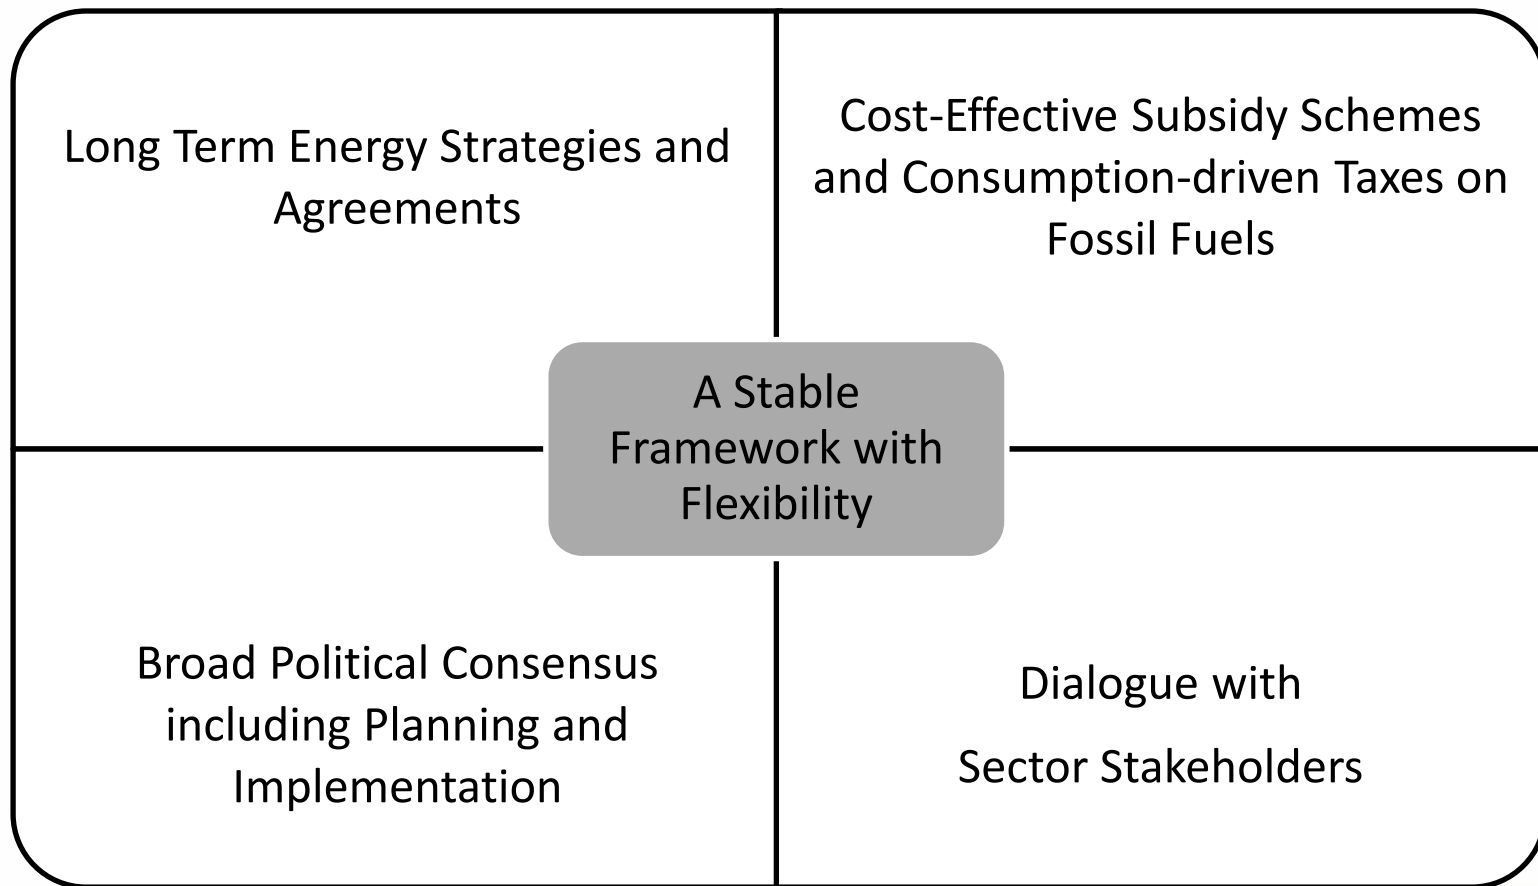 Long Term Energy Strategies and
Agreements
Cost-Effective Subsidy Schemes
and Consumption-driven Taxes on
Fossil Fuels
A Stable
Framework with
Flexibility
Broad Political Consensus
including Planning and
Implementation
Dialogue with
Sector Stakeholders